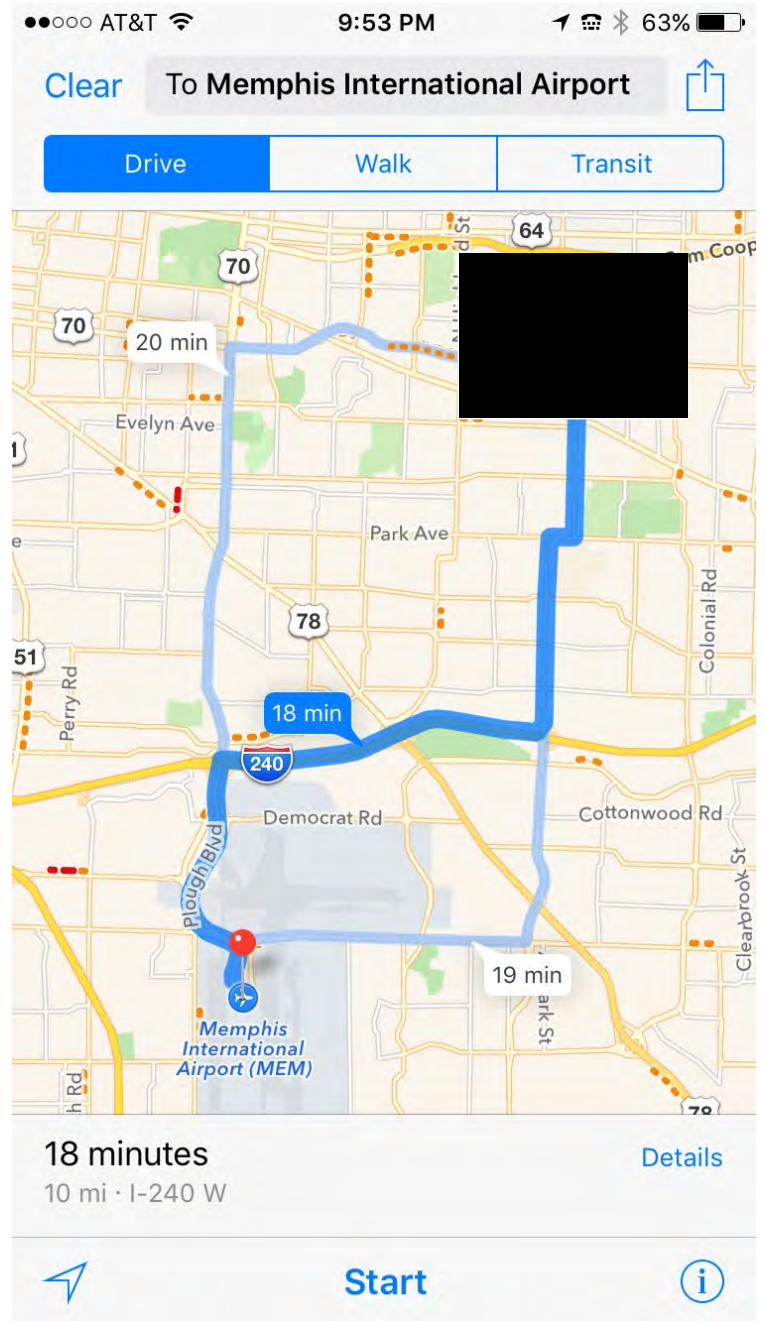 AT&T 9:53 PM 63%
Clear To Memphis International Airport
Drive Walk Transit
64
70
70
20 min
Evelyn Ave
Park Ave
78
Colonial Rd
51
Perry Rd
18 min
240
Democrat Rd
Cottonwood Rd
Plough Blvd
Clearbrook St
19 min
Memphis
International
Airport (MEM)
78
18 minutes
Details
10 mi · I-240 W
Start